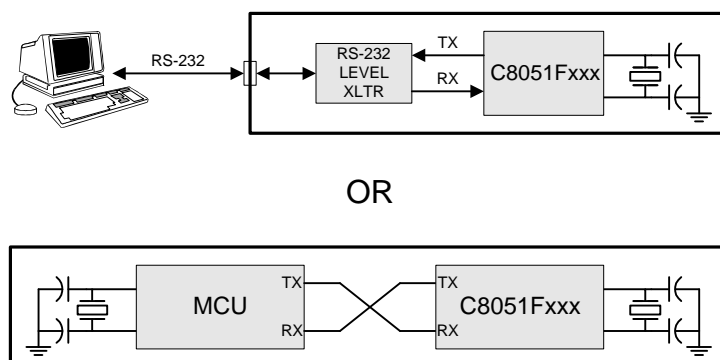 RS-232
RS-232
LEVEL
XLTR
TX
RX
C8051Fxxx
OR
MCU
TX
RX
TX
RX
C8051Fxxx